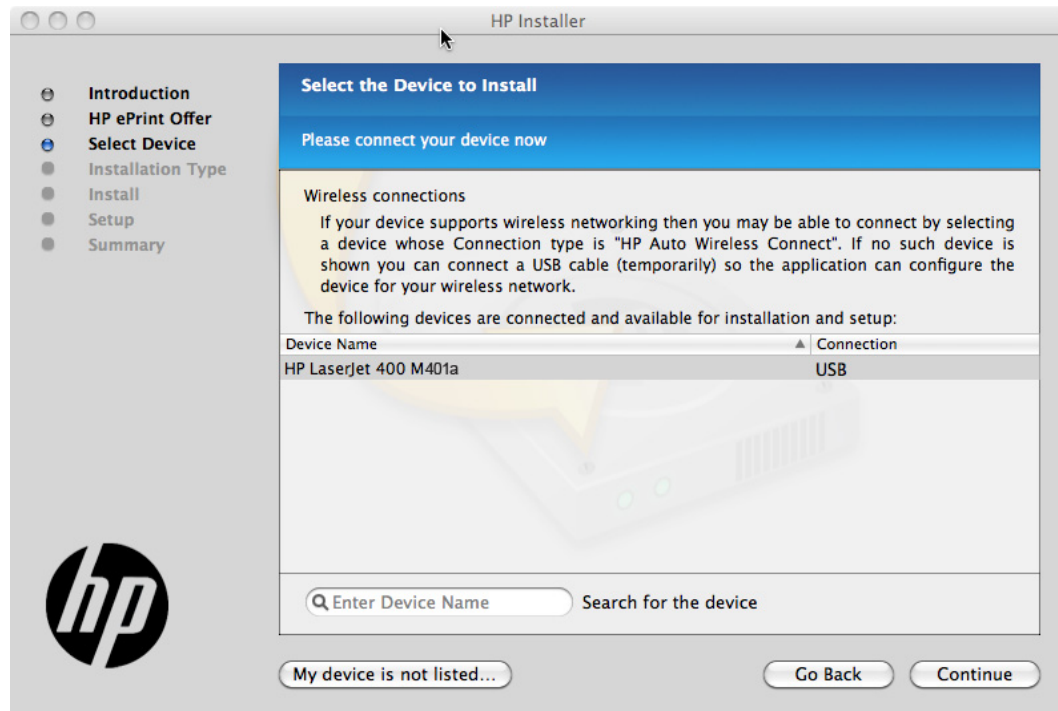 HP Installer
Introduction
HP ePrint Offer
Select Device
Installation Type
Install
Setup
Summary
Select the Device to Install
Please connect your device now
Wireless connections
If your device supports wireless networking then you may be able to connect by selecting
a device whose Connection type is "HP Auto Wireless Connect". If no such device is
shown you can connect a USB cable (temporarily) so the application can configure the
device for your wireless network.
The following devices are connected and available for installation and setup:
Device Name Connection
HP LaserJet 400 M401a USB
Enter Device Name Search for the device
hp
My device is not listed... Go Back Continue